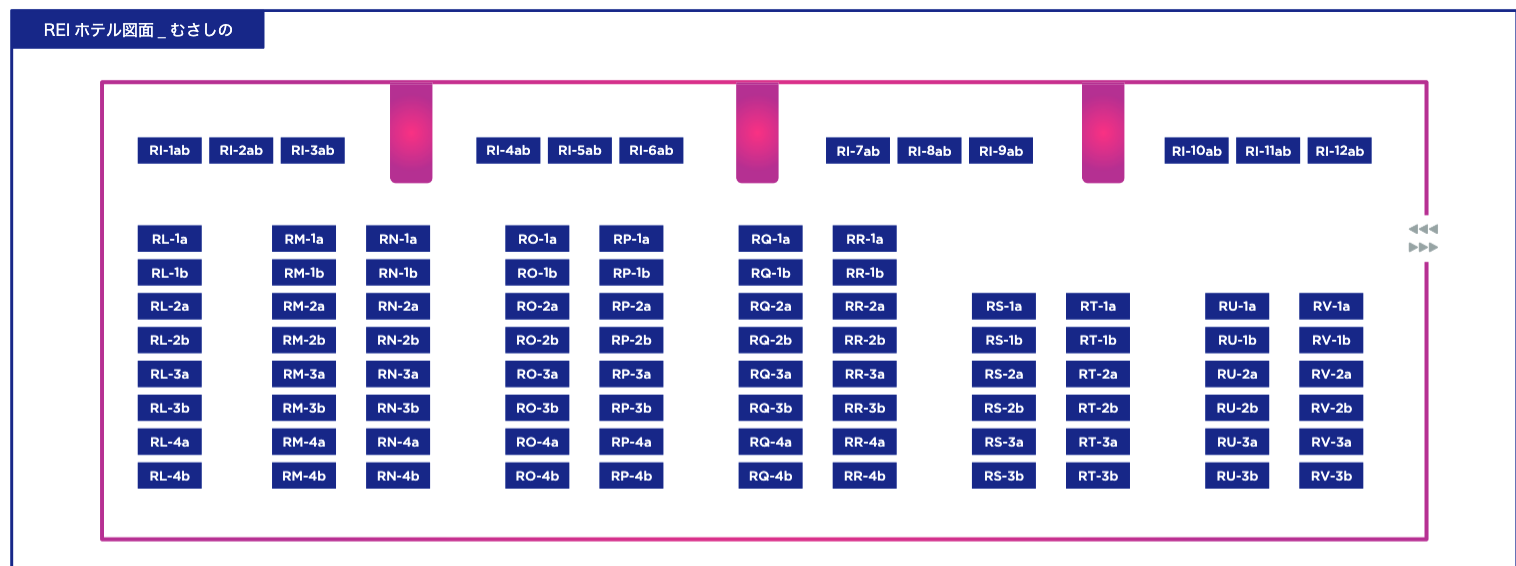 REI ホテル図面 _ むさしの
RI-1ab RI-2ab RI-3ab RI-4ab RI-5ab RI-6ab RI-7ab RI-8ab RI-9ab RI-10ab RI-11ab RI-12ab
RL-1a RM-1a RN-1a RO-1a RP-1a RQ-1a RR-1a
RL-1b RM-1b RN-1b RO-1b RP-1b RQ-1b RR-1b
RL-2a RM-2a RN-2a RO-2a RP-2a RQ-2a RR-2a RS-1a RT-1a RU-1a RV-1a
RL-2b RM-2b RN-2b RO-2b RP-2b RQ-2b RR-2b RS-1b RT-1b RU-1b RV-1b
RL-3a RM-3a RN-3a RO-3a RP-3a RQ-3a RR-3a RS-2a RT-2a RU-2a RV-2a
RL-3b RM-3b RN-3b RO-3b RP-3b RQ-3b RR-3b RS-2b RT-2b RU-2b RV-2b
RL-4a RM-4a RN-4a RO-4a RP-4a RQ-4a RR-4a RS-3a RT-3a RU-3a RV-3a
RL-4b RM-4b RN-4b RO-4b RP-4b RQ-4b RR-4b RS-3b RT-3b RU-3b RV-3b